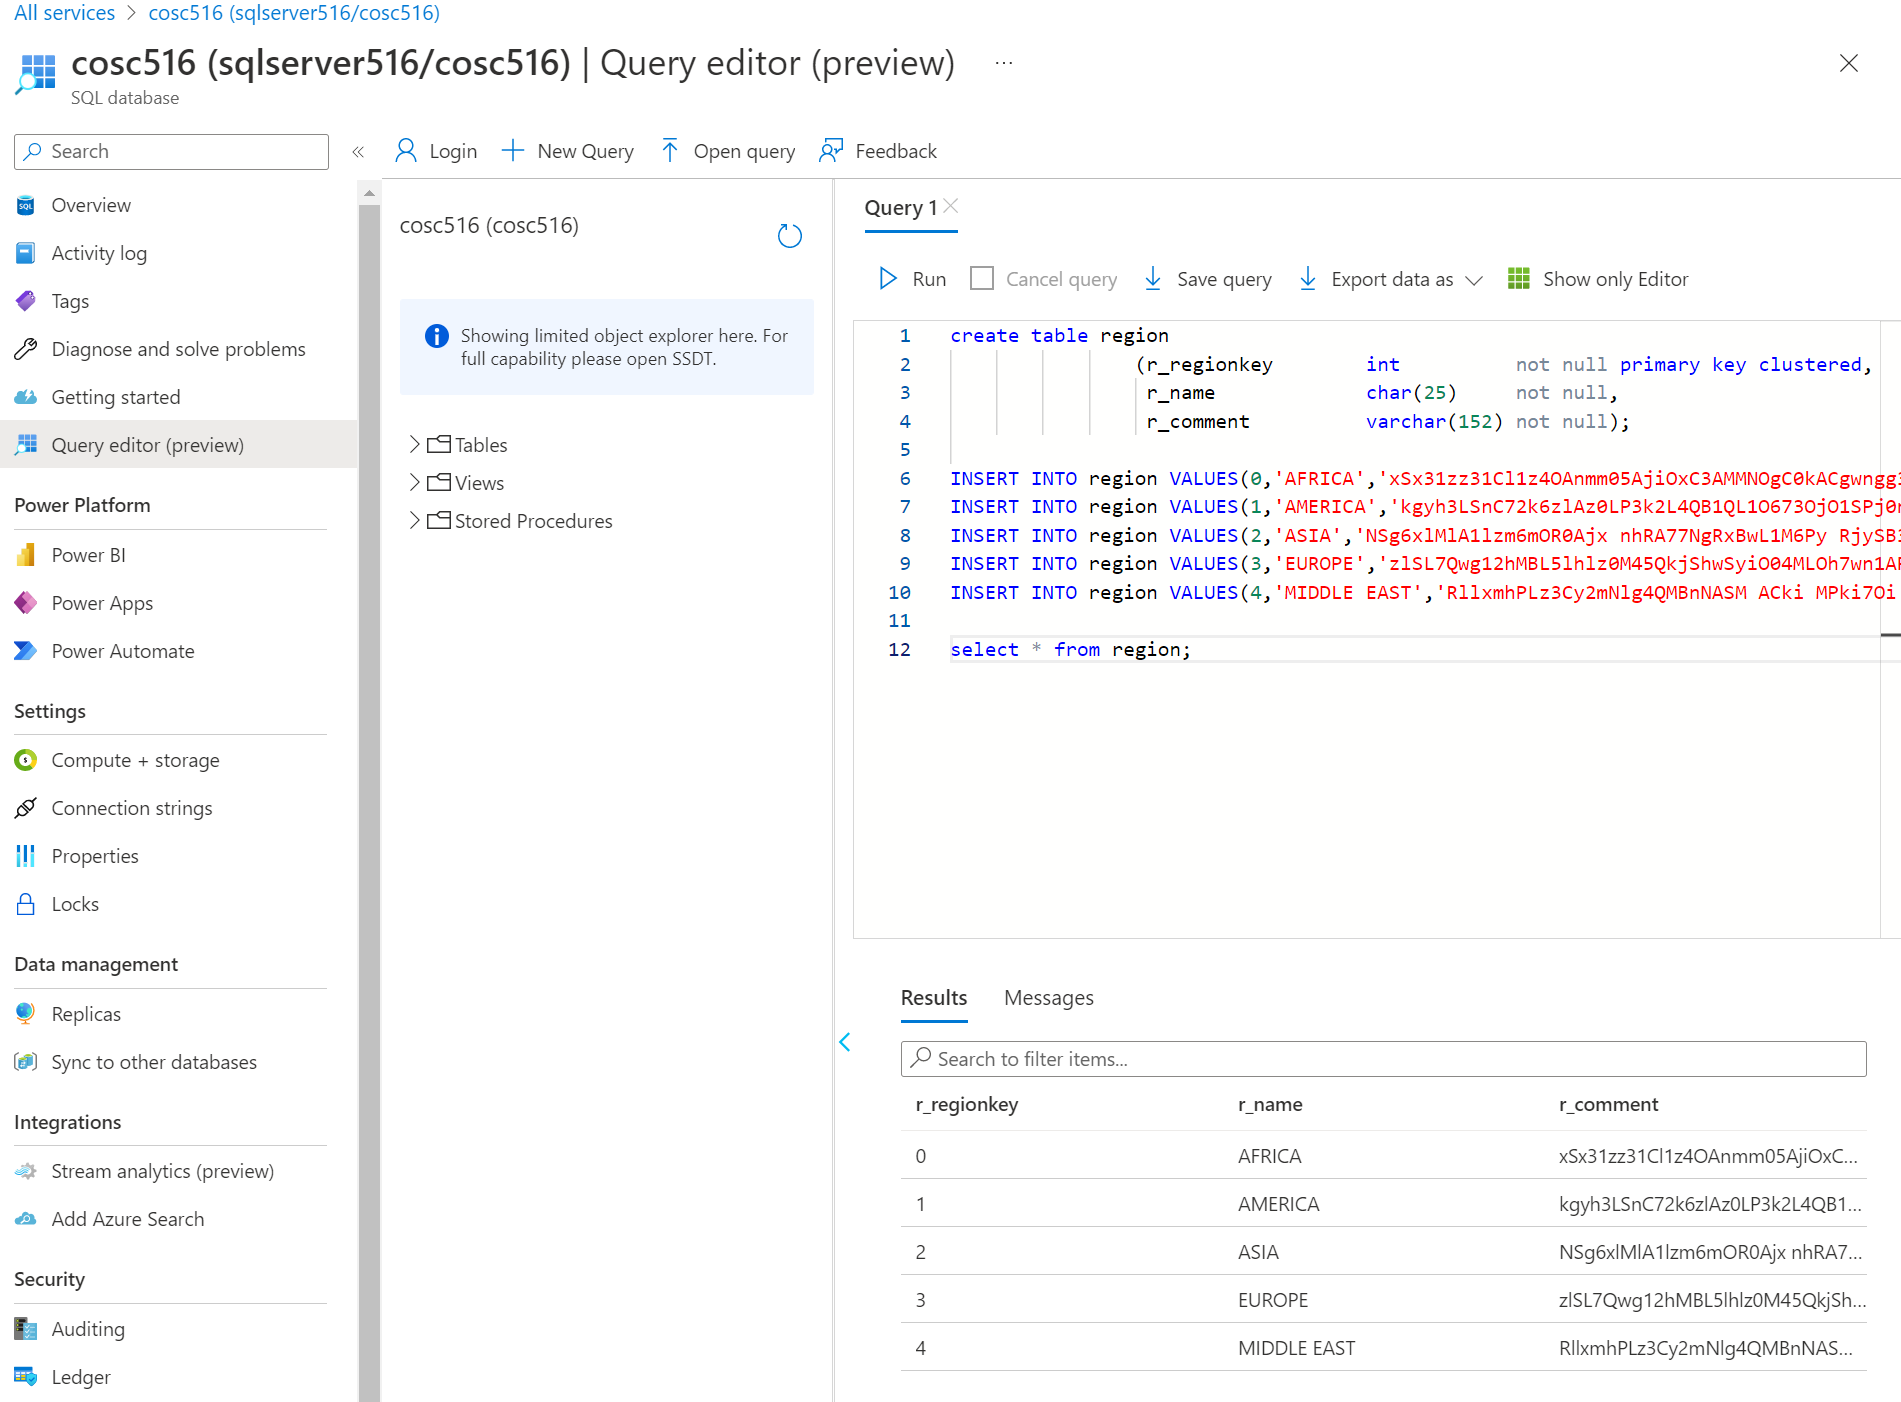 All services > cosc516 (sqlserver516/cosc516)
cosc516 (sqlserver516/cosc516) | Query editor (preview) ...
SQL database
Search
«
Login
New Query
Open query
Feedback
Overview
Activity log
Tags
Diagnose and solve problems
Getting started
Query editor (preview)
Power Platform
Power BI
Power Apps
Power Automate
Settings
Compute + storage
Connection strings
Properties
Locks
Data management
Replicas
Sync to other databases
Integrations
Stream analytics (preview)
Add Azure Search
Security
Auditing
Ledger
cosc516 (cosc516)
Showing limited object explorer here. For
full capability please open SSDT.
Tables
Views
Stored Procedures
Query 1
Run
Cancel query
Save query
Export data as
Show only Editor
1 create table region
2 (r_regionkey int not null primary key clustered,
3 r_name char(25) not null,
4 r_comment varchar(152) not null);
5
6 INSERT INTO region VALUES(0,'AFRICA','xSx31zz31Cl1z4OAnmm05AjiOxC3AMMNOgC0kACgwngg
7 INSERT INTO region VALUES(1,'AMERICA','kgyh3LSnC72k6zlAz0LP3k2L4QB1QL1O673OjO1SPj0
8 INSERT INTO region VALUES(2,'ASIA','NSg6xlMlA1lzm6mOR0Ajx nhRA77NgRxBwL1M6Py RjySB
9 INSERT INTO region VALUES(3,'EUROPE','zlSL7Qwg12hMBL5lhlz0M45QkjShwSyiO04MLOh7wn1A
10 INSERT INTO region VALUES(4,'MIDDLE EAST','RllxmhPLz3Cy2mNlg4QMBnNASM ACki MPki7Oi
11
12 select * from region;
Results
Messages
Search to filter items...
r_regionkey r_name r_comment
0 AFRICA xSx31zz31Cl1z4OAnmm05AjiOxC...
1 AMERICA kgyh3LSnC72k6zlAz0LP3k2L4QB1...
2 ASIA NSg6xlMlA1lzm6mOR0Ajx nhRA7...
3 EUROPE zlSL7Qwg12hMBL5lhlz0M45QkjSh...
4 MIDDLE EAST RllxmhPLz3Cy2mNlg4QMBnNAS...